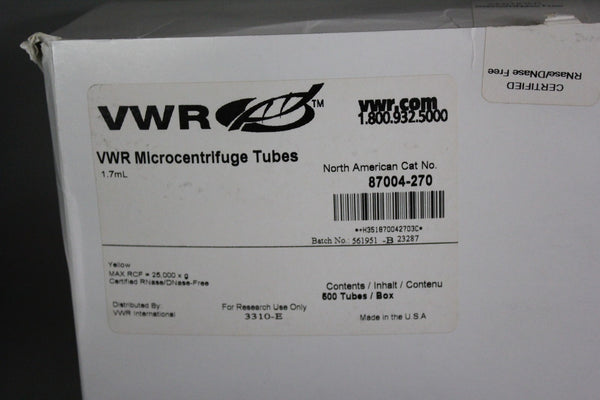 CERTIFIED
RNase/DNase Free
VWR TM
vwr.com
1.800.932.5000
VWR Microcentrifuge Tubes
1.7mL
North American Cat No.
87004-270
**H351870042703C*
Batch No. 561951 -B 23287
Yellow
MAX RCF = 25,000 x g
Certified RNase/DNase-Free
Contents / Inhalt / Contenu
500 Tubes / Box
Distributed By:
VWR International
For Research Use Only
3310-E
Made in the U.S.A